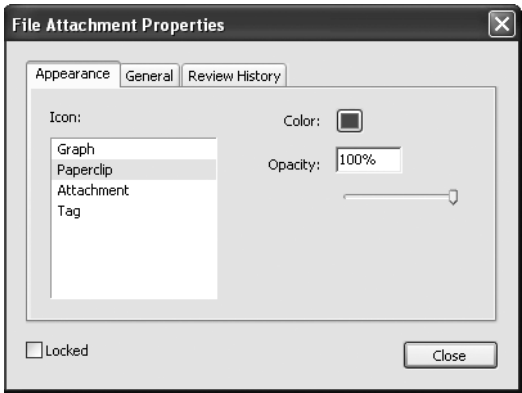 File Attachment Properties
Appearance General Review History
Icon:
Graph
Paperclip
Attachment
Tag
Color:
Opacity: 100%
Locked
Close